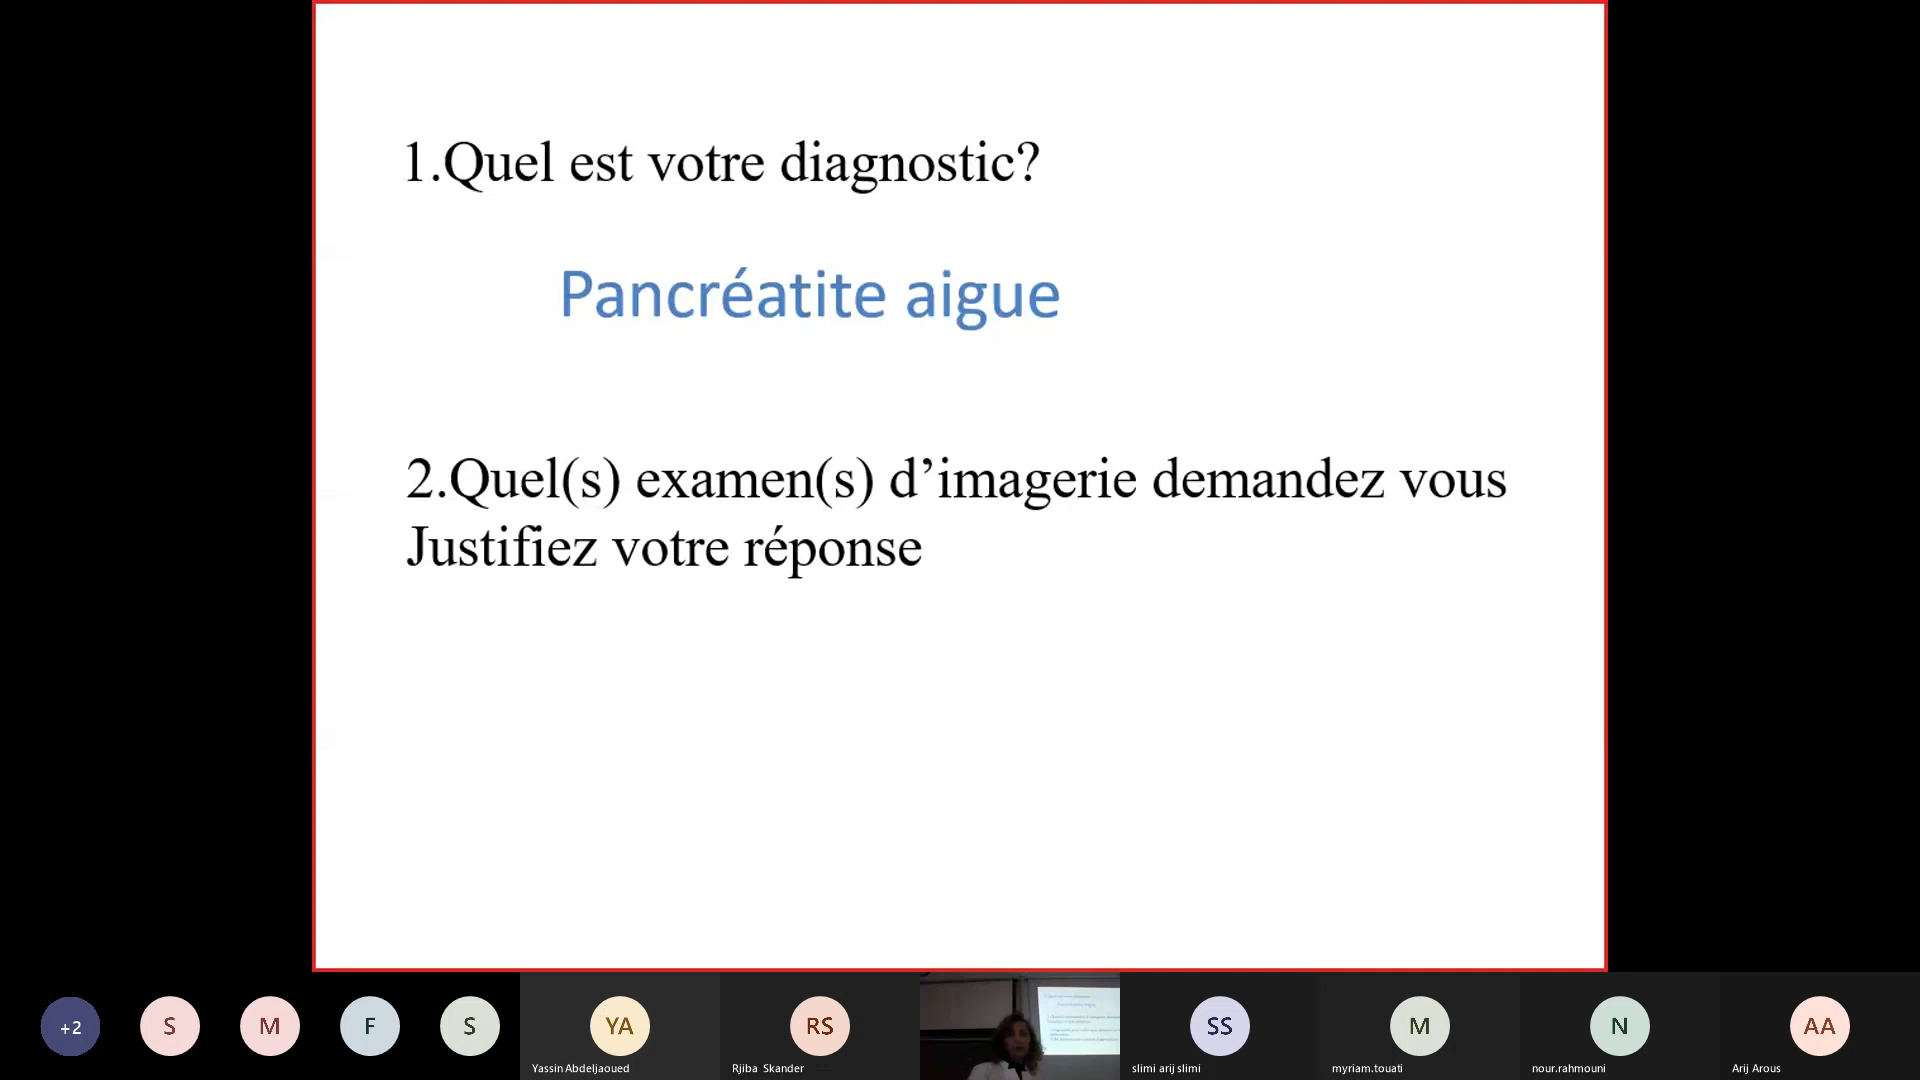 1.Quel est votre diagnostic?
Pancréatite aigue
2.Quel(s) examen(s) d’imagerie demandez vous
Justifiez votre réponse
+2
S
M
F
S
YA
RS
SS
M
N
AA
Yassin Abdeljaoued
Rjiba Skander
slimi arij slimi
myriam.touati
nour.rahmouni
Arij Arous